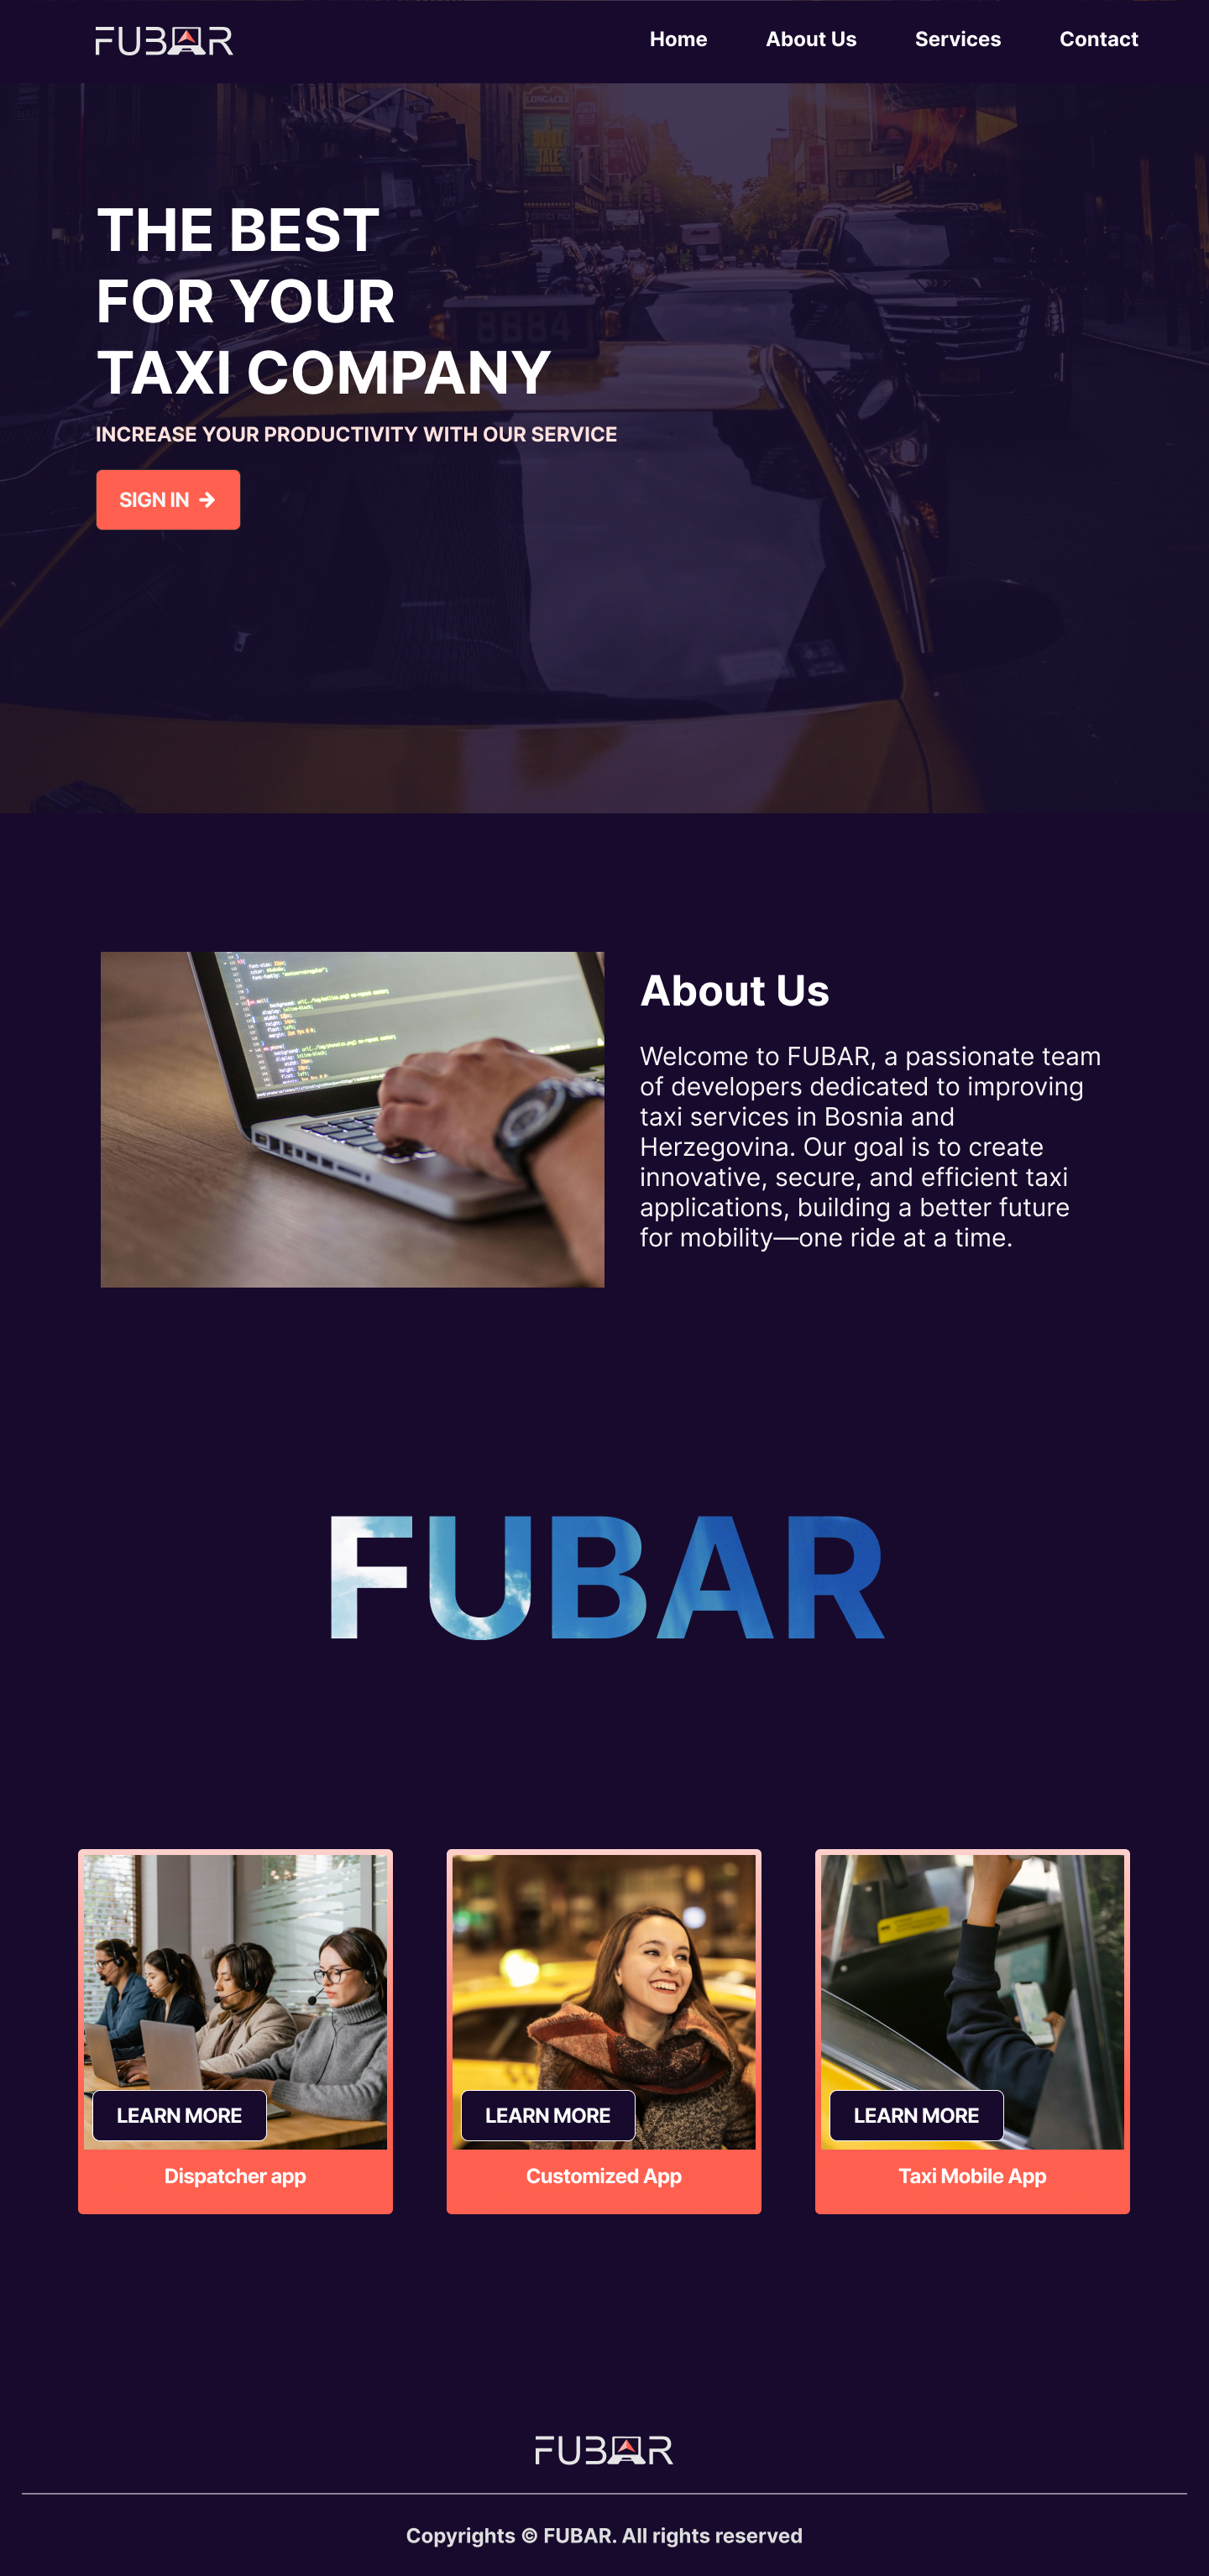 FUBAR
Home
About Us
Services
Contact
LONGACRE
8884
THE BEST
FOR YOUR
TAXI COMPANY
INCREASE YOUR PRODUCTIVITY WITH OUR SERVICE
SIGN IN
About Us
Welcome to FUBAR, a passionate team
of developers dedicated to improving
taxi services in Bosnia and
Herzegovina. Our goal is to create
innovative, secure, and efficient taxi
applications, building a better future
for mobility—one ride at a time.
FUBAR
LEARN MORE
Dispatcher app
LEARN MORE
Customized App
LEARN MORE
Taxi Mobile App
FUBAR
Copyrights © FUBAR. All rights reserved